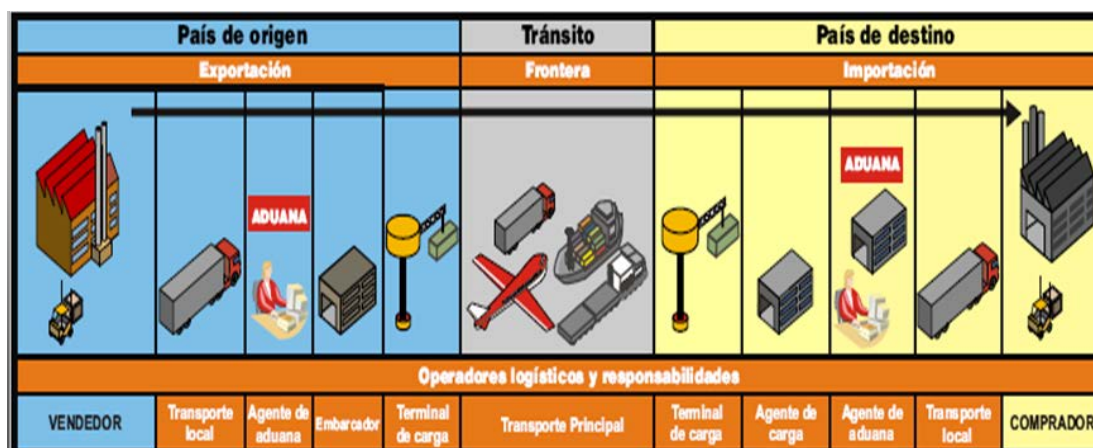 País de origen
Tránsito
País de destino
Exportación
Frontera
Importación
ADUANA
ADUANA
Operadores logísticos y responsabilidades
VENDEDOR
Transporte
local
Agente de
aduana
Embarcador
Terminal
de carga
Transporte Principal
Terminal
de carga
Agente de
carga
Agente de
aduana
Transporte
local
COMPRADOR